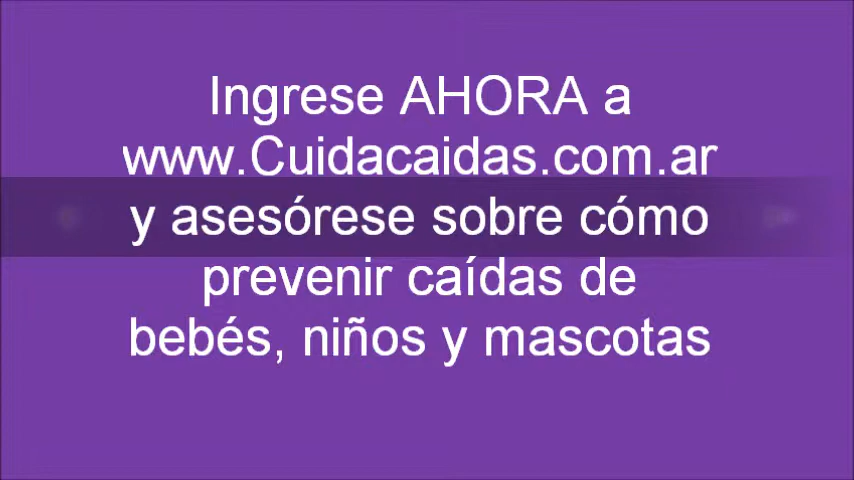 Ingrese AHORA a
www.Cuidacaidas.com.ar
y asesórese sobre cómo
prevenir caídas de
bebés, niños y mascotas